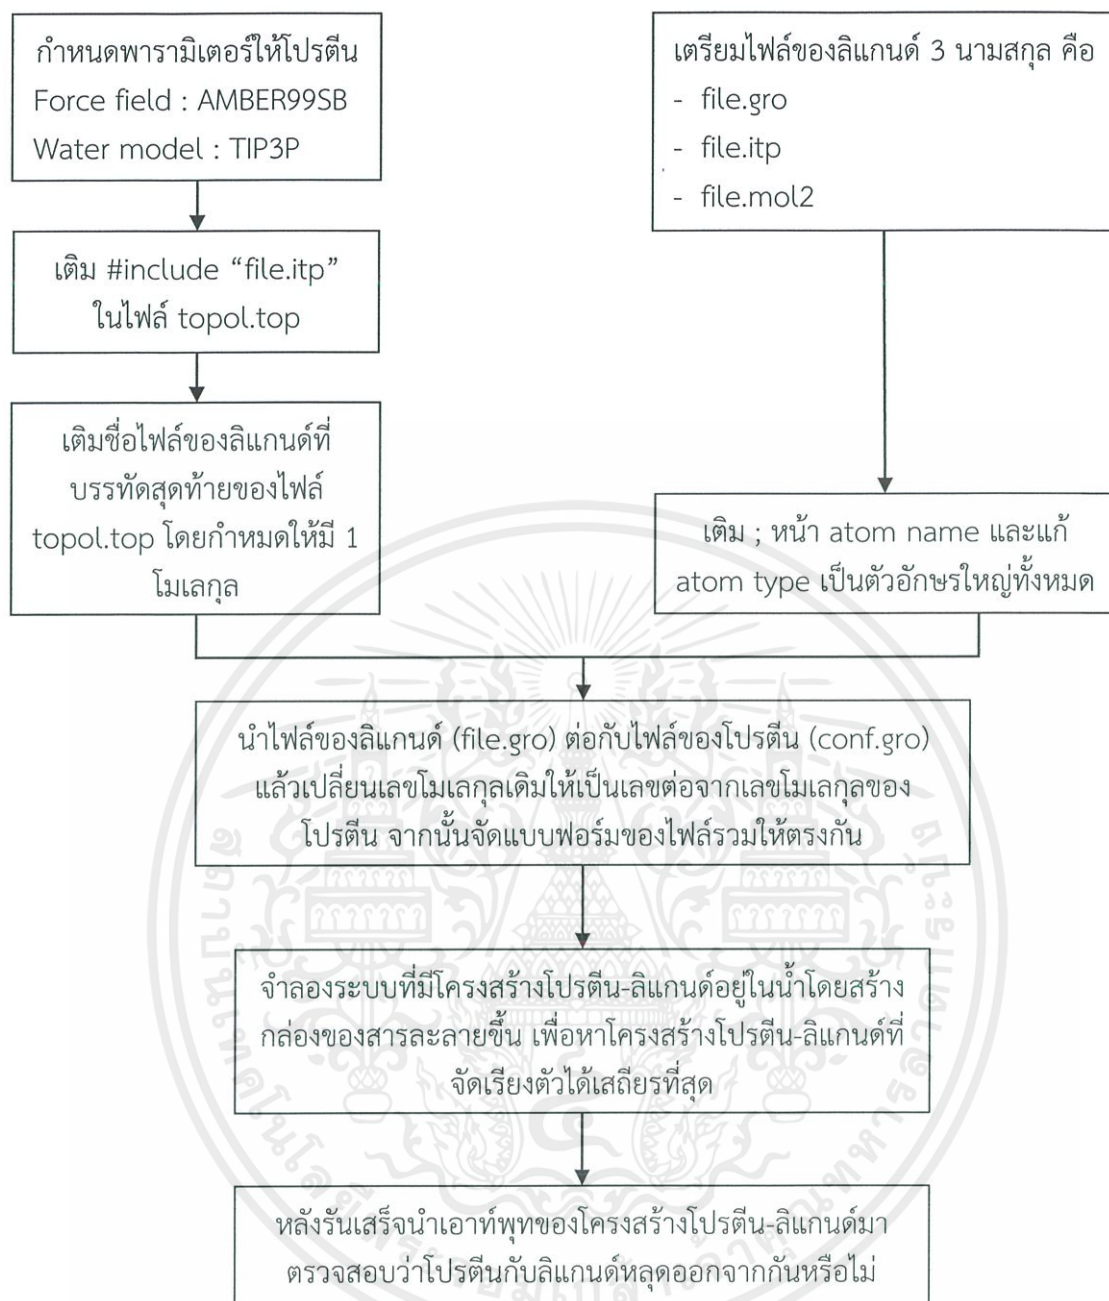 กำหนดพารามิเตอร์ให้โปรตีน
Force field : AMBER99SB
Water model : TIP3P
เติม #include “file.itp”
ในไฟล์ topol.top
เติมชื่อไฟล์ของลิแกนด์ที่
บรรทัดสุดท้ายของไฟล์
topol.top โดยกำหมดให้มี 1
โมเลกุล
เตรียมไฟล์ของลิแกนด์ 3 นามสกุล คือ
- file.gro
- file.itp
- file.mol2
เติม ; หน้า atom name และแก้
atom type เป็นตัวอักษรใหญ่ทั้งหมด
นำไฟล์ของลิแกนด์ (file.gro) ต่อกับไฟล์ของโปรตีน (conf.gro)
แล้วเปลี่ยนเลขโมเลกุลเดิมให้เป็นเลขต่อจากเลขโมเลกุลของ
โปรตีน จากนั้นจัดแบบฟอร์มของไฟล์รวมให้ตรงกัน
จำลองระบบที่มีโครงสร้างโปรตีน-ลิแกนด์อยู่ในน้ำโดยสร้าง
กล่องของสารละลายขึ้น เพื่อหาโครงสร้างโปรตีน-ลิแกนด์ที่
จัดเรียงตัวได้เสถียรที่สุด
หลังรันเสร็จนำเอาท์พุทของโครงสร้างโปรตีน-ลิแกนด์มา
ตรวจสอบว่าโปรตีนกับลิแกนด์หลุดออกจากกันหรือไม่